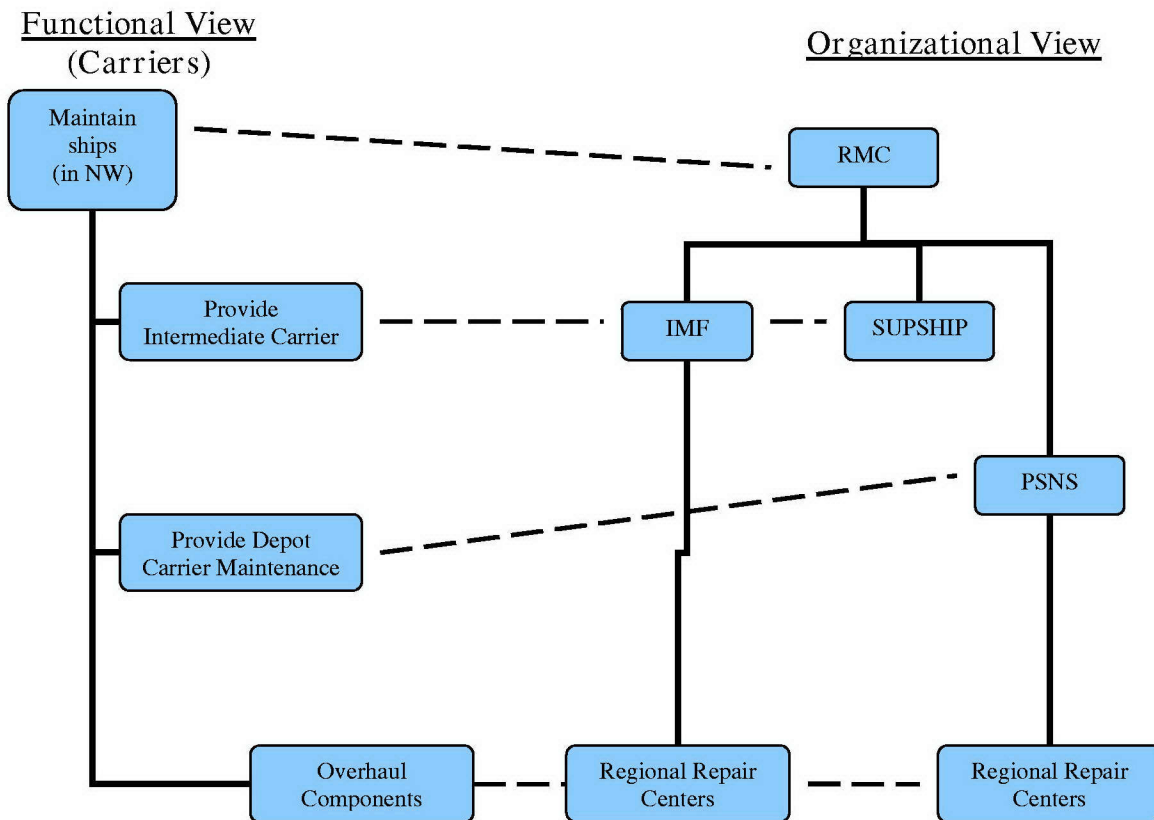 Functional View
(Carriers)
Organizational View
Maintain
ships
(in NW)
RMC
Provide
Intermediate Carrier
IMF
SUPSHIP
PSNS
Provide Depot
Carrier Maintenance
Overhaul
Components
Regional Repair
Centers
Regional Repair
Centers